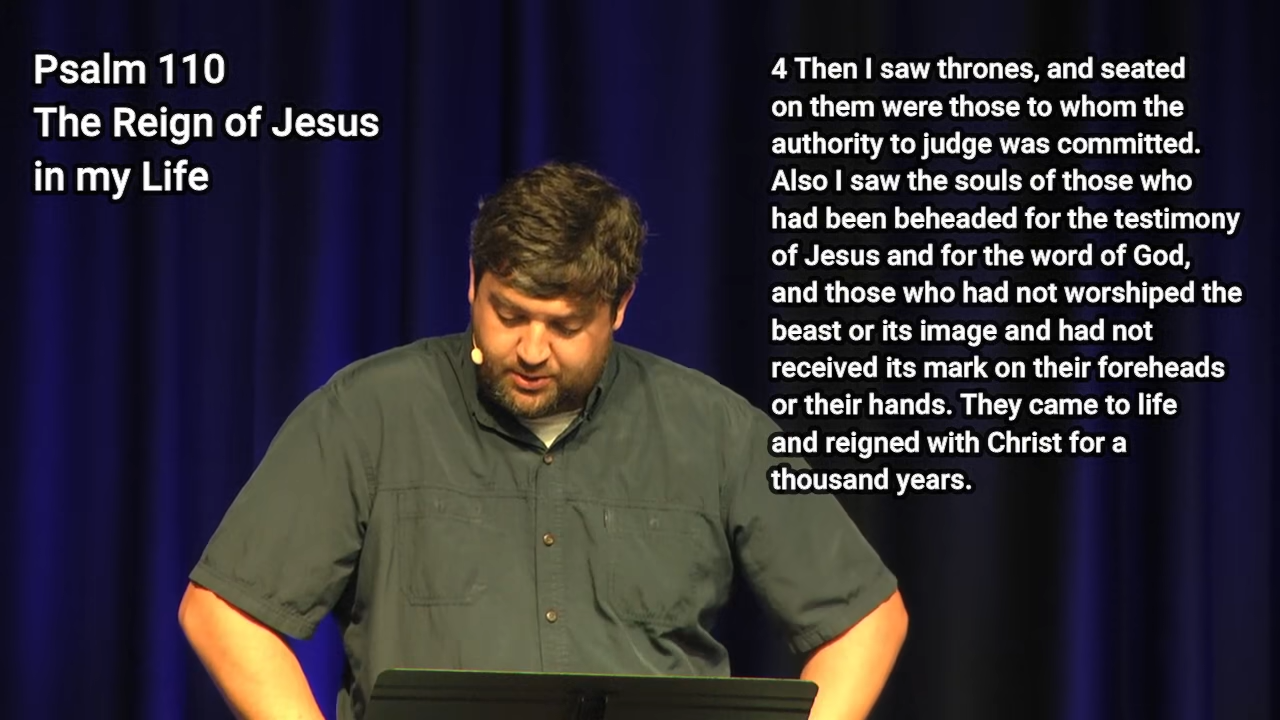 Psalm 110
The Reign of Jesus
in my Life
4 Then I saw thrones, and seated
on them were those to whom the
authority to judge was committed.
Also I saw the souls of those who
had been beheaded for the testimony
of Jesus and for the word of God,
and those who had not worshiped the
beast or its image and had not
received its mark on their foreheads
or their hands. They came to life
and reigned with Christ for a
thousand years.